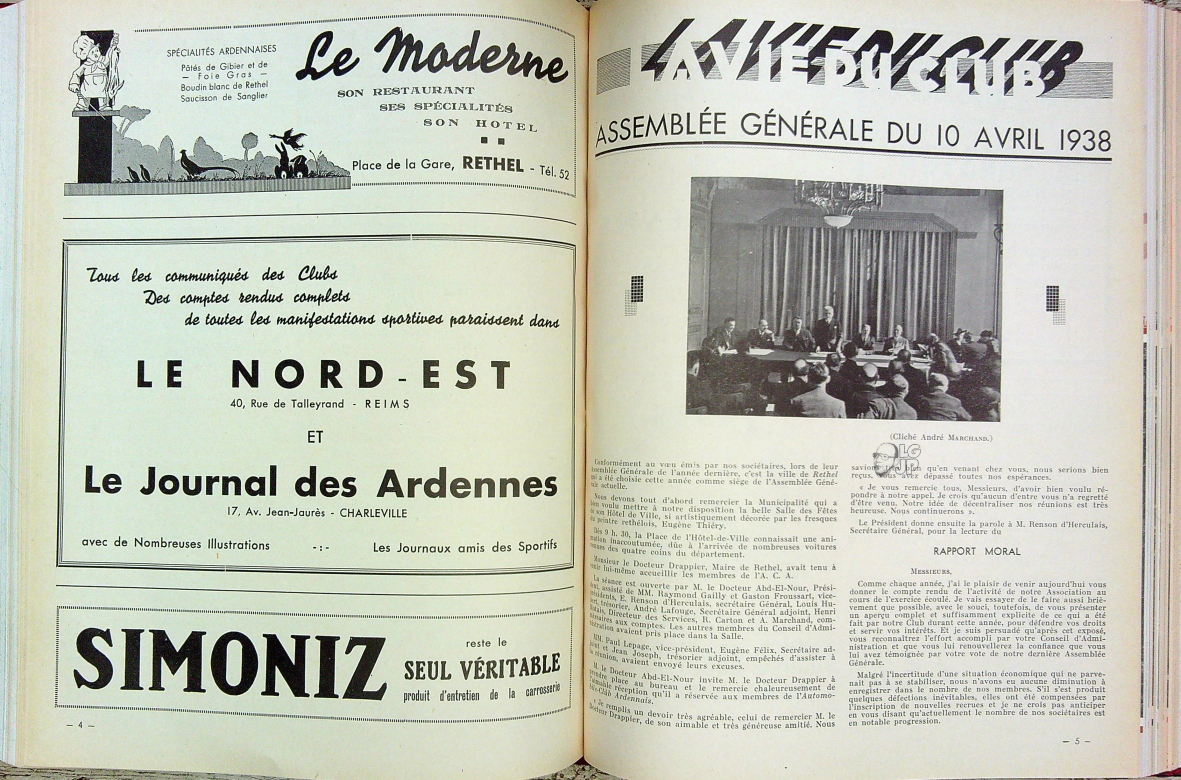 SPÉCIALITÉS ARDENNAISES
Pâtés de Gibier et de
— Foie Gras —
Boudin blanc de Rethel
Saucisson de Sanglier
Le Moderne
SON RESTAURANT
SES SPÉCIALITÉS
SON HOTEL
Place de la Gare, RETHEL - Tél. 52
Tous les communiqués des Clubs
Des comptes rendus complets
de toutes les manifestations sportives paraissent dans
LE NORD-EST
40, Rue de Talleyrand - REIMS
ET
Le Journal des Ardennes
17, Av. Jean-Jaurès - CHARLEVILLE
avec de Nombreuses Illustrations -:- Les Journaux amis des Sportifs
SIMONIZ
reste le
SEUL VÉRITABLE
produit d'entretien de la carrosserie
— 4 —
LA VIE DU CLUB
ASSEMBLÉE GÉNÉRALE DU 10 AVRIL 1938
(Cliché André MARCHAND.)
Conformément au vœu émis par nos sociétaires, lors de leur
Assemblée Générale de l'année dernière, c'est la ville de Rethel
qui a été choisie cette année comme siège de l'Assemblée Géné-
rale actuelle.
Nous devons tout d'abord remercier la Municipalité qui a
bien voulu mettre à notre disposition la belle Salle des Fêtes
de son Hôtel de Ville, si artistiquement décorée par les fresques
du peintre rethélois, Eugène Thiéry.
Dès 9 h. 30, la Place de l'Hôtel-de-Ville connaissait une ani-
mation inaccoutumée, dûe à l'arrivée de nombreuses voitures
venues des quatre coins du département.
Monsieur le Docteur Drappier, Maire de Rethel, avait tenu à
venir lui-même accueillir les membres de l'A. C. A.
La séance est ouverte par M. le Docteur Abd-El-Nour, Prési-
dent, assisté de MM. Raymond Gailly et Gaston Proussart, vice-
présidents, E. Renson d'Herculais, secrétaire Général, Louis Hu-
trésorier, André Lafouge, Secrétaire Général adjoint, Henri
Directeur des Services, R. Carton et A. Marchand, com-
missaires aux comptes. Les autres membres du Conseil d'Admi-
nistration avaient pris place dans la Salle.
MM. Paul Lepage, vice-président, Eugène Félix, Secrétaire ad-
joint et Jean Joseph, trésorier adjoint, empêchés d'assister à
la réunion, avaient envoyé leurs excuses.
M. le Docteur Abd-El-Nour invite M. le Docteur Drappier à
prendre place au bureau et le remercie chaleureusement de
réception qu'il a réservée aux membres de l'Automo-
bile-Club Ardennais.
« Je remplis un devoir très agréable, celui de remercier M. le
Docteur Drappier, de son aimable et très généreuse amitié. Nous
LG
JP
savions qu'en venant chez vous, nous serions bien
reçus, vous avez dépassé toutes nos espérances.
« Je vous remercie tous, Messieurs, d'avoir bien voulu ré-
pondre à notre appel. Je crois qu'aucun d'entre vous n'a regretté
d'être venu. Notre idée de décentraliser nos réunions est très
heureuse. Nous continuerons ».
Le Président donne ensuite la parole à M. Renson d'Herculais,
Secrétaire Général, pour la lecture du
RAPPORT MORAL
MESSIEURS,
Comme chaque année, j'ai le plaisir de venir aujourd'hui vous
donner le compte rendu de l'activité de notre Association au
cours de l'exercice écoulé. Je vais essayer de le faire aussi briè-
vement que possible, avec le souci, toutefois, de vous présenter
un aperçu complet et suffisamment explicite de ce qui a été
fait par notre Club durant cette année, pour défendre vos droits
et servir vos intérêts. Et je suis persuadé qu'après cet exposé,
vous reconnaîtrez l'effort accompli par votre Conseil d'Admi-
nistration et que vous lui renouvellerez la confiance que vous
lui avez témoignée par votre vote de notre dernière Assemblée
Générale.
Malgré l'incertitude d'une situation économique qui ne parve-
nait pas à se stabiliser, nous n'avons eu aucune diminution à
enregistrer dans le nombre de nos membres. S'il s'est produit
quelques défections inévitables, elles ont été compensées par
l'inscription de nouvelles recrues et je ne crois pas anticiper
en vous disant qu'actuellement le nombre de nos sociétaires est
en notable progression.
— 5 —